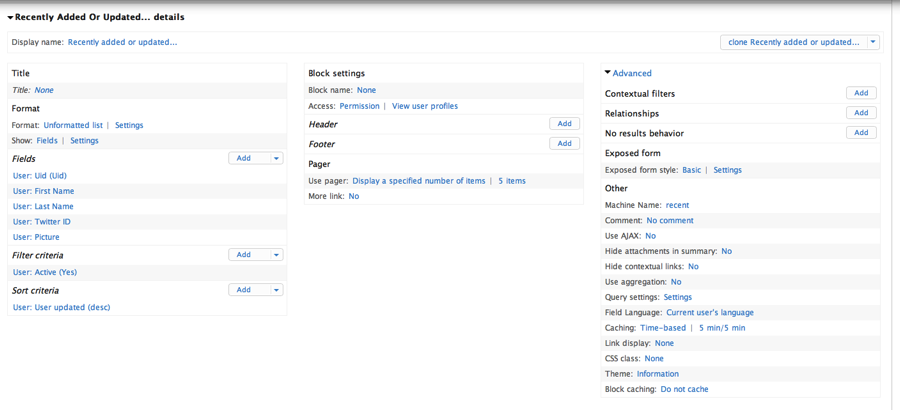 Recently Added Or Updated... details
Display name: Recently added or updated...
clone Recently added or updated...
Title
Title: None
Format
Format: Unformatted list | Settings
Show: Fields | Settings
Fields
Add
User: Uid (Uid)
User: First Name
User: Last Name
User: Twitter ID
User: Picture
Filter criteria
Add
User: Active (Yes)
Sort criteria
Add
User: User updated (desc)
Block settings
Block name: None
Access: Permission | View user profiles
Header
Add
Footer
Add
Pager
Use pager: Display a specified number of items | 5 items
More link: No
Advanced
Contextual filters
Add
Relationships
Add
No results behavior
Add
Exposed form
Exposed form style: Basic | Settings
Other
Machine Name: recent
Comment: No comment
Use AJAX: No
Hide attachments in summary: No
Hide contextual links: No
Use aggregation: No
Query settings: Settings
Field Language: Current user's language
Caching: Time-based | 5 min/5 min
Link display: None
CSS class: None
Theme: Information
Block caching: Do not cache